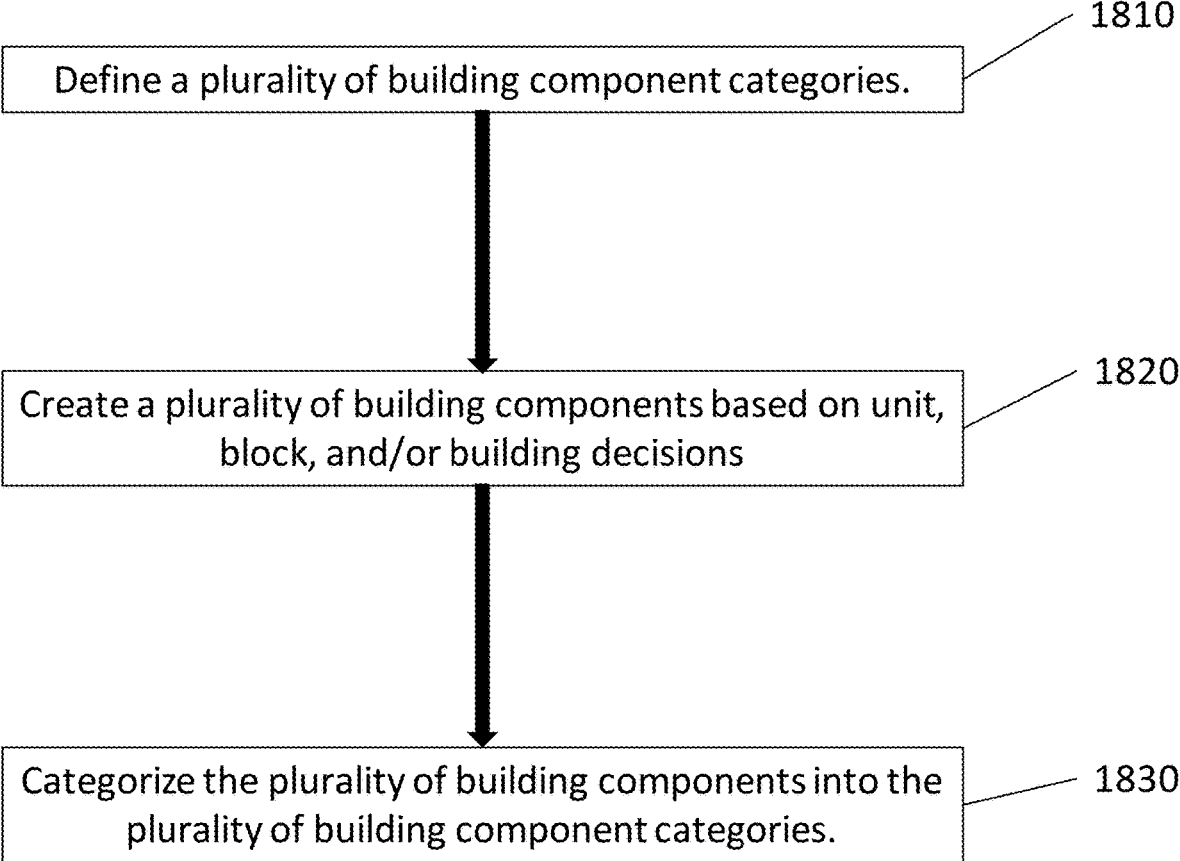 1810
Define a plurality of building component categories.
1820
Create a plurality of building components based on unit,
block, and/or building decisions
1830
Categorize the plurality of building components into the
plurality of building component categories.